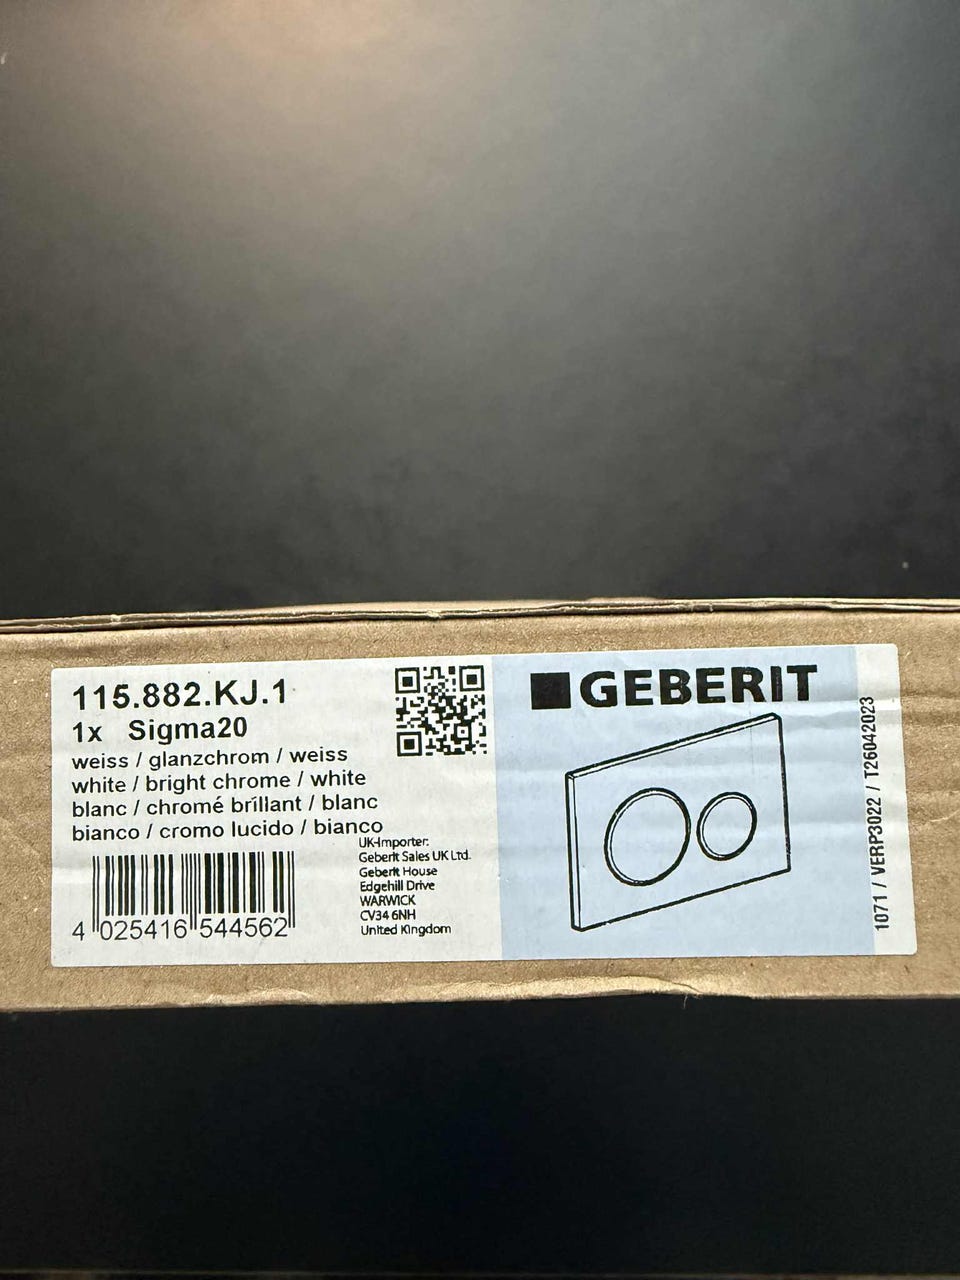 115.882.KJ.1
1x Sigma20
weiss / glanzchrom / weiss
white / bright chrome / white
blanc / chromé brillant / blanc
bianco / cromo lucido / bianco
4 025416 544562
UK-Importer:
Geberit Sales UK Ltd.
Geberit House
Edgehill Drive
WARWICK
CV34 6NH
United Kingdom
GEBERIT
1071 / VERP3022 / T26042023